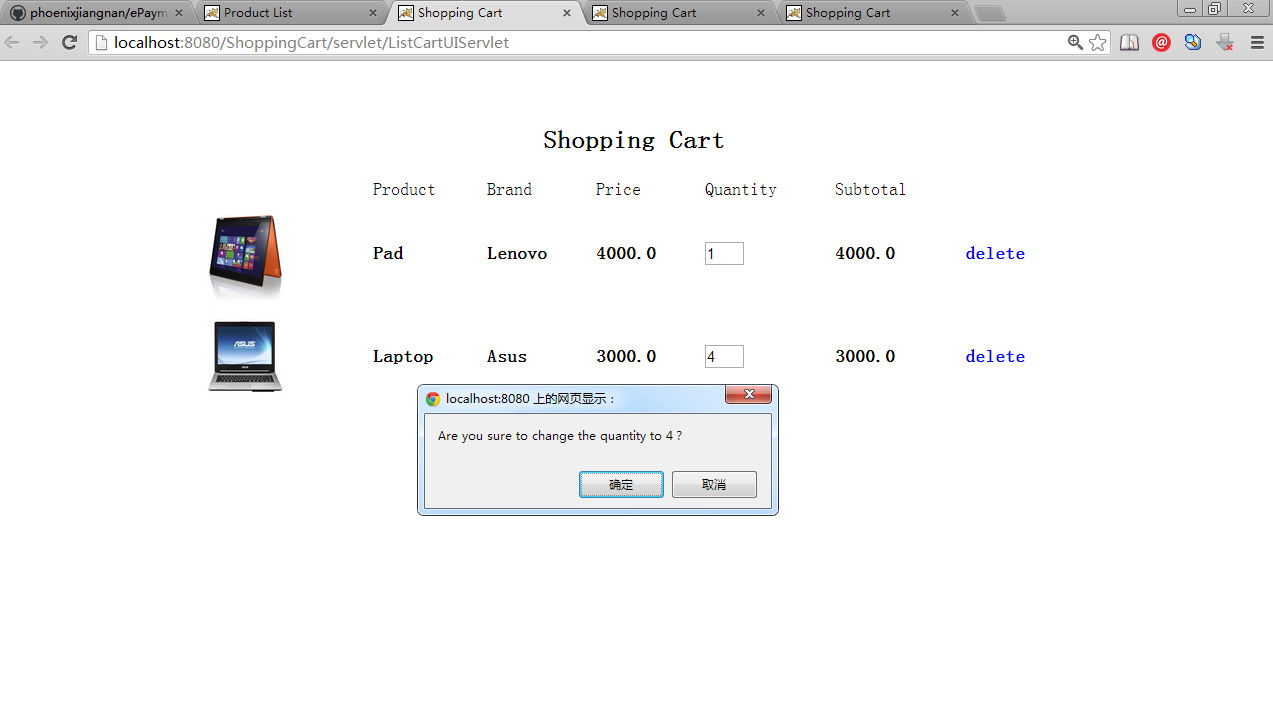 phoenixjiangnan/ePaym
Product List
Shopping Cart
Shopping Cart
Shopping Cart
localhost:8080/ShoppingCart/servlet/ListCartUIServlet
Shopping Cart
Product Brand Price Quantity Subtotal
Pad Lenovo 4000.0 1 4000.0 delete
ASUS
Laptop Asus 3000.0 4 3000.0 delete
localhost:8080 上的网页显示：
Are you sure to change the quantity to 4 ?
确定 取消